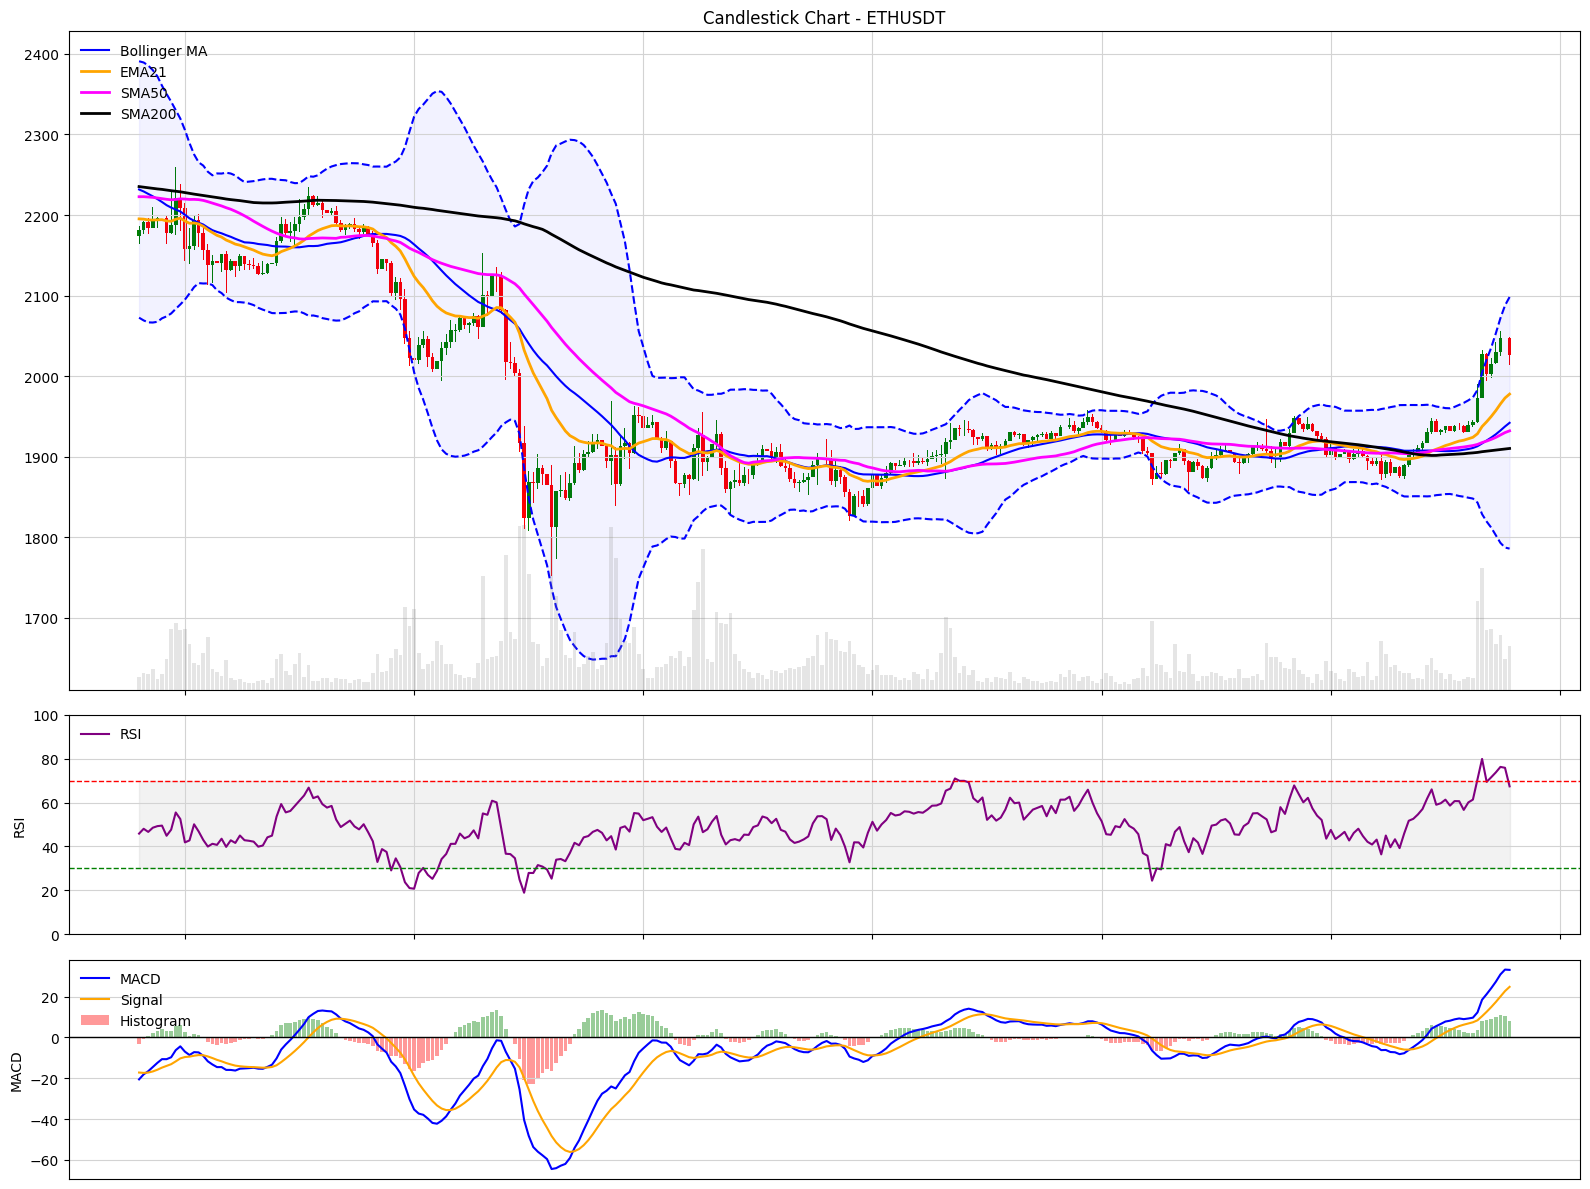 Candlestick Chart - ETHUSDT
2400
2300
2200
2100
2000
1900
1800
1700
Bollinger MA
EMA21
SMA50
SMA200
100
80
60
40
20
0
RSI
RSI
20
0
−20
−40
−60
MACD
MACD
Signal
Histogram